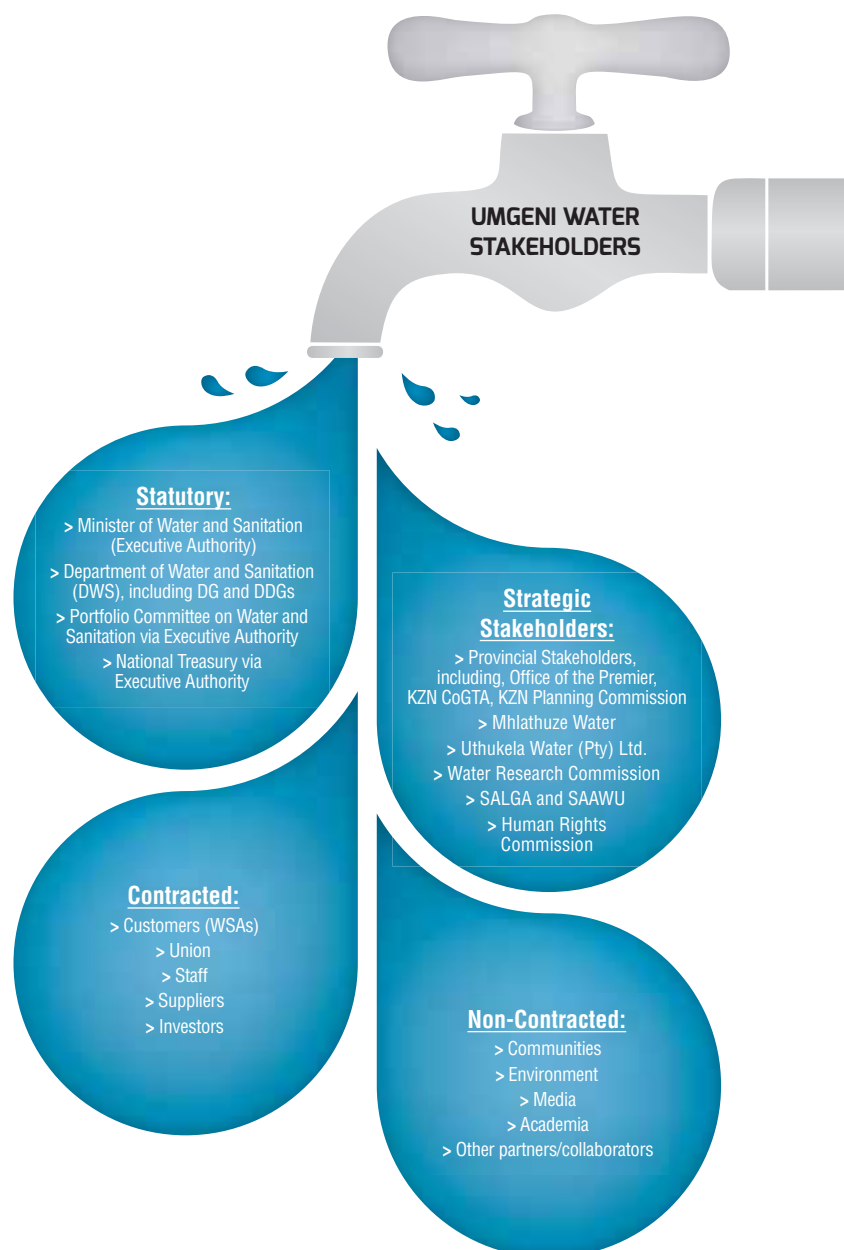 UMGENI WATER
STAKEHOLDERS
Statutory:
> Minister of Water and Sanitation
(Executive Authority)
> Department of Water and Sanitation
(DWS), including DG and DDGs
> Portfolio Committee on Water and
Sanitation via Executive Authority
> National Treasury via
Executive Authority
Strategic
Stakeholders:
> Provincial Stakeholders,
including, Office of the Premier,
KZN CoGTA, KZN Planning Commission
> Mhlathuze Water
> Uthukela Water (Pty) Ltd.
> Water Research Commission
> SALGA and SAAWU
> Human Rights
Commission
Contracted:
> Customers (WSAs)
> Union
> Staff
> Suppliers
> Investors
Non-Contracted:
> Communities
> Environment
> Media
> Academia
> Other partners/collaborators